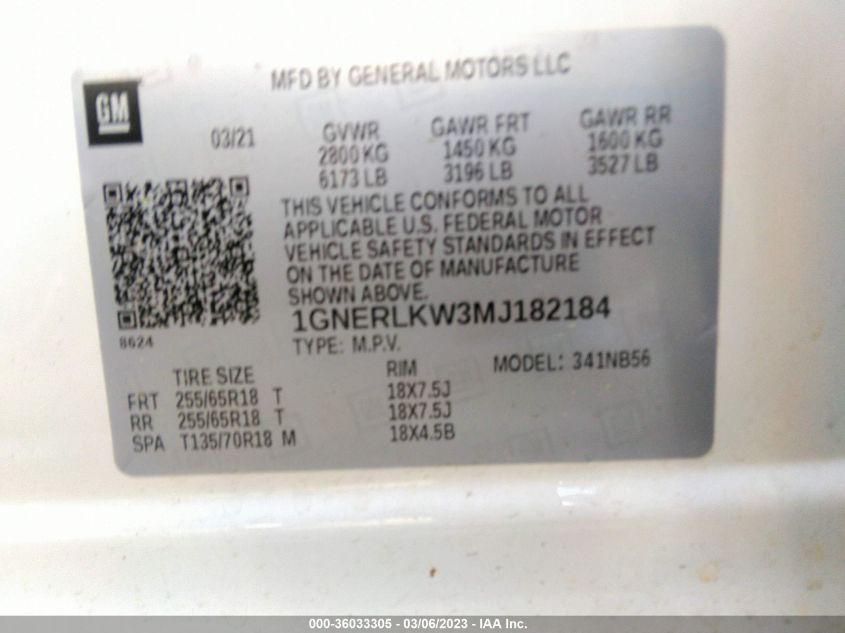 MFD BY GENERAL MOTORS LLC
GM
03/21
GVWR GAWR FRT GAWR RR
2800 KG 1450 KG 1600 KG
6173 LB 3196 LB 3527 LB
THIS VEHICLE CONFORMS TO ALL
APPLICABLE U.S. FEDERAL MOTOR
VEHICLE SAFETY STANDARDS IN EFFECT
ON THE DATE OF MANUFACTURE
SHOWN ABOVE.
1GNERLKW3MJ182184
8624
TYPE: M.P.V. MODEL: 341NB56
TIRE SIZE RIM
FRT 255/65R18 T 18X7.5J
RR 255/65R18 T 18X7.5J
SPA T135/70R18 M 18X4.5B
000-36033305 - 03/06/2023 - IAA Inc.